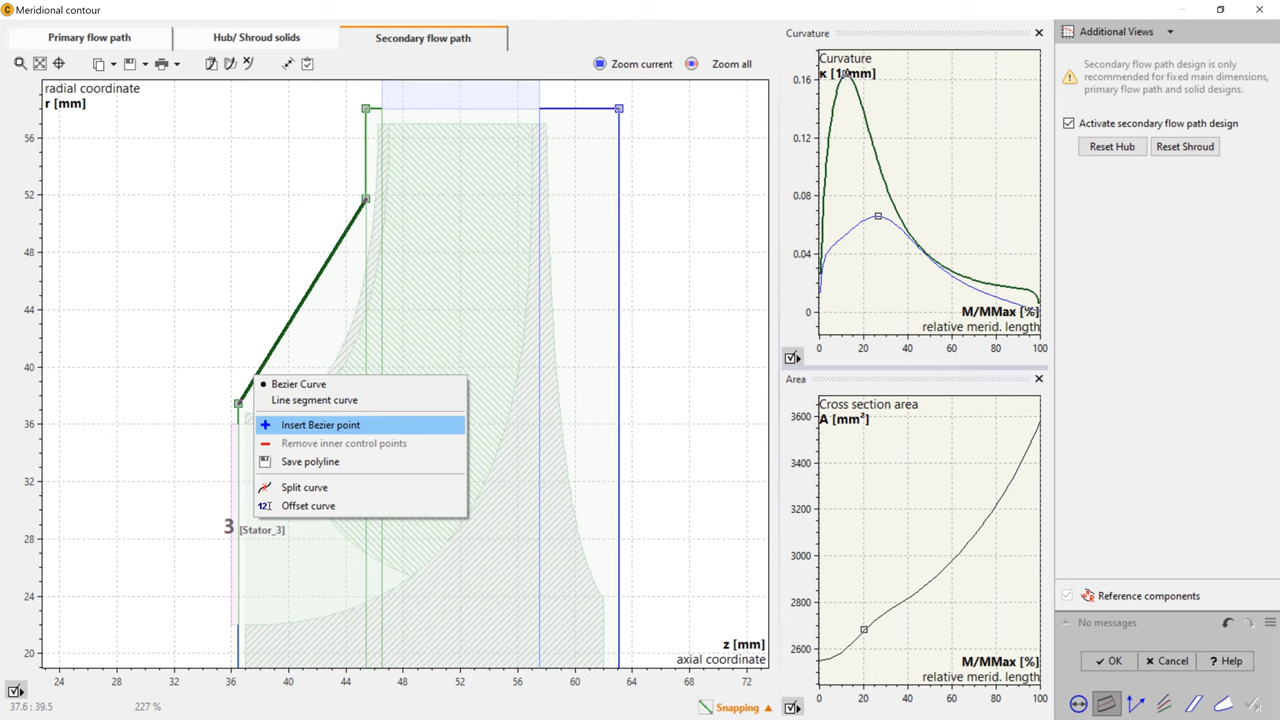 Meridional contour
Primary flow path
Hub/ Shroud solids
Secondary flow path
Zoom current
Zoom all
radial coordinate
r [mm]
56
52
48
44
40
36
32
28
24
20
24
28
32
36
40
44
48
52
56
60
64
68
72
z [mm]
axial coordinate
Bezier Curve
Line segment curve
Insert Bezier point
Remove inner control points
Save polyline
Split curve
Offset curve
3 [Stator_3]
37.6 : 39.5
227 %
Snapping
Curvature
Curvature
0.16
0.12
0.08
0.04
0
M/MMax [%]
relative merid. length
0 20 40 60 80 100
Area
Cross section area
A [mm²]
3600
3400
3200
3000
2800
2600
M/MMax [%]
relative merid. length
0 20 40 60 80 100
Additional Views
Secondary flow path design is only
recommended for fixed main dimensions,
primary flow path and solid designs.
Activate secondary flow path design
Reset Hub
Reset Shroud
Reference components
No messages
OK
Cancel
? Help